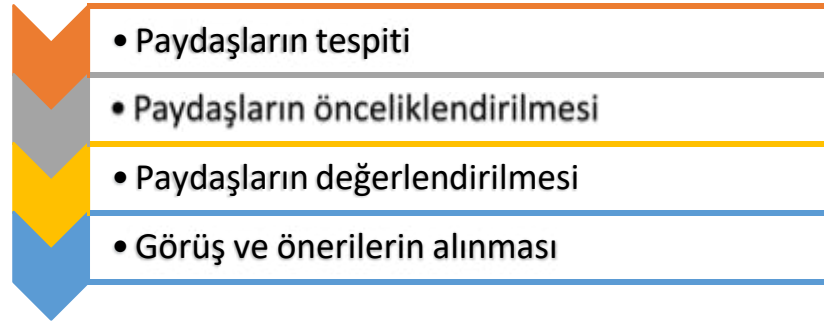 • Paydaşların tespiti
• Paydaşların önceliklendirilmesi
• Paydaşların değerlendirilmesi
• Görüş ve önerilerin alınması